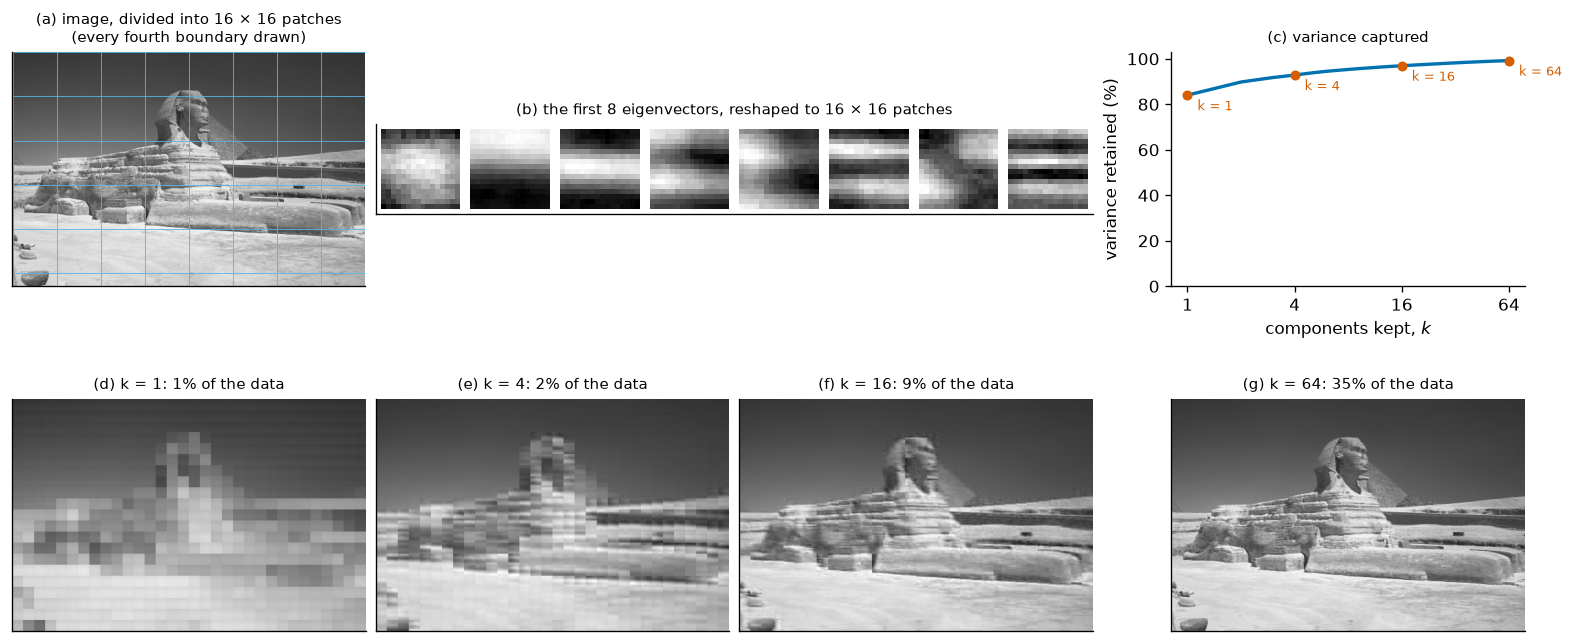 (a) image, divided into 16 × 16 patches
(every fourth boundary drawn)
(b) the first 8 eigenvectors, reshaped to 16 × 16 patches
(c) variance captured
variance retained (%)
100
80
60
40
20
0
k = 1
k = 4
k = 16
k = 64
1
4
16
64
components kept, k
(d) k = 1: 1% of the data
(e) k = 4: 2% of the data
(f) k = 16: 9% of the data
(g) k = 64: 35% of the data